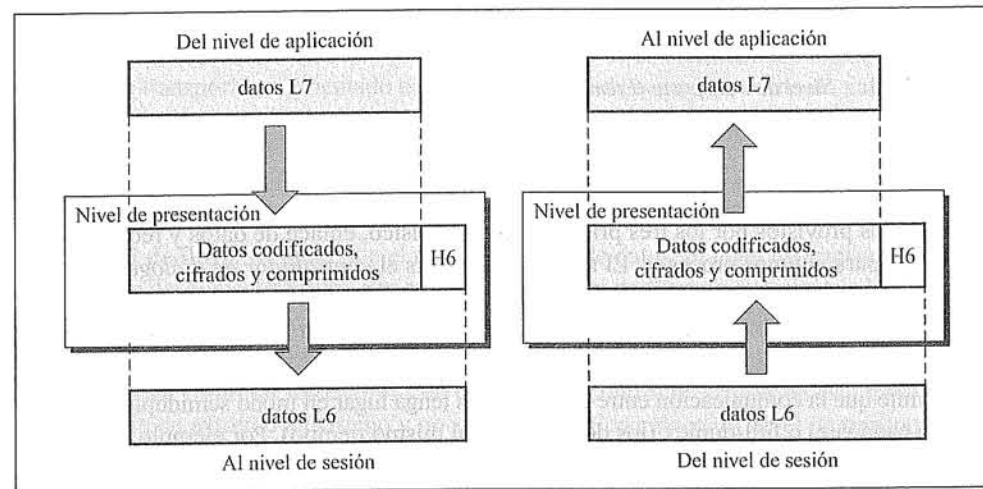 Del nivel de aplicación
datos L7
Nivel de presentación
Datos codificados,
cifrados y comprimidos
H6
datos L6
Al nivel de sesión
Al nivel de aplicación
datos L7
Nivel de presentación
Datos codificados,
cifrados y comprimidos
H6
datos L6
Del nivel de sesión